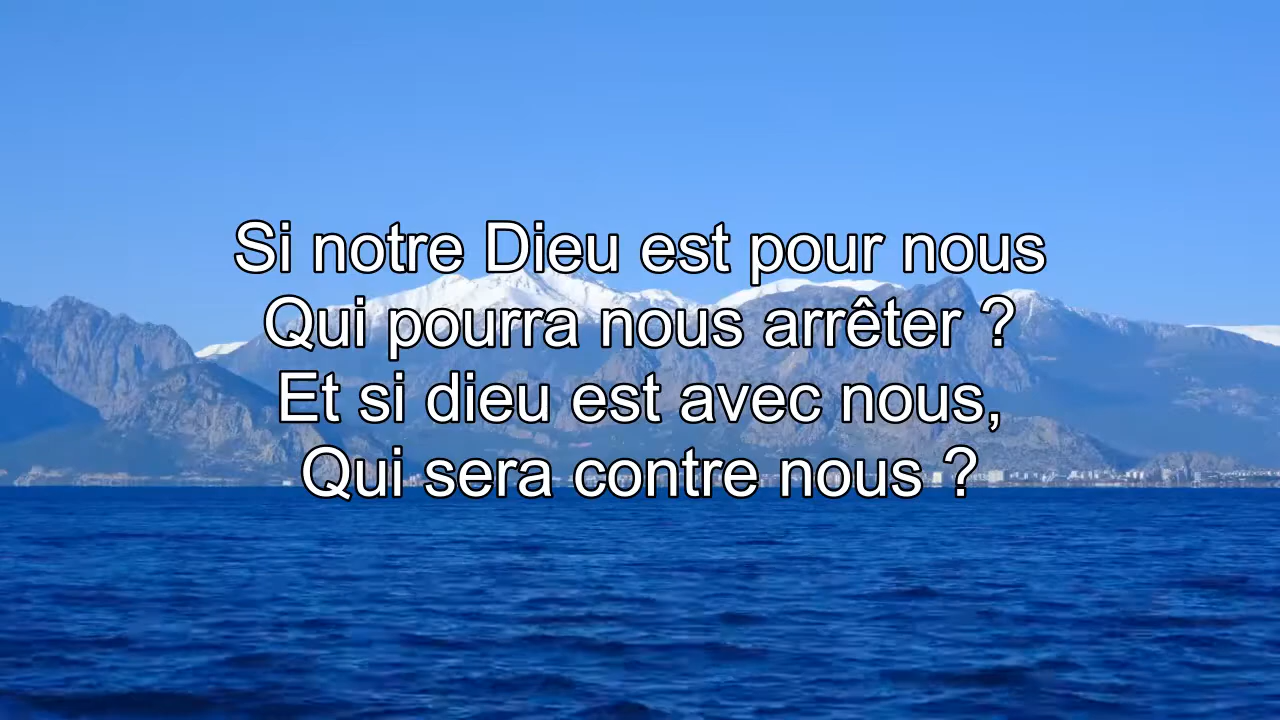 Si notre Dieu est pour nous
Qui pourra nous arrêter ?
Et si dieu est avec nous,
Qui sera contre nous ?